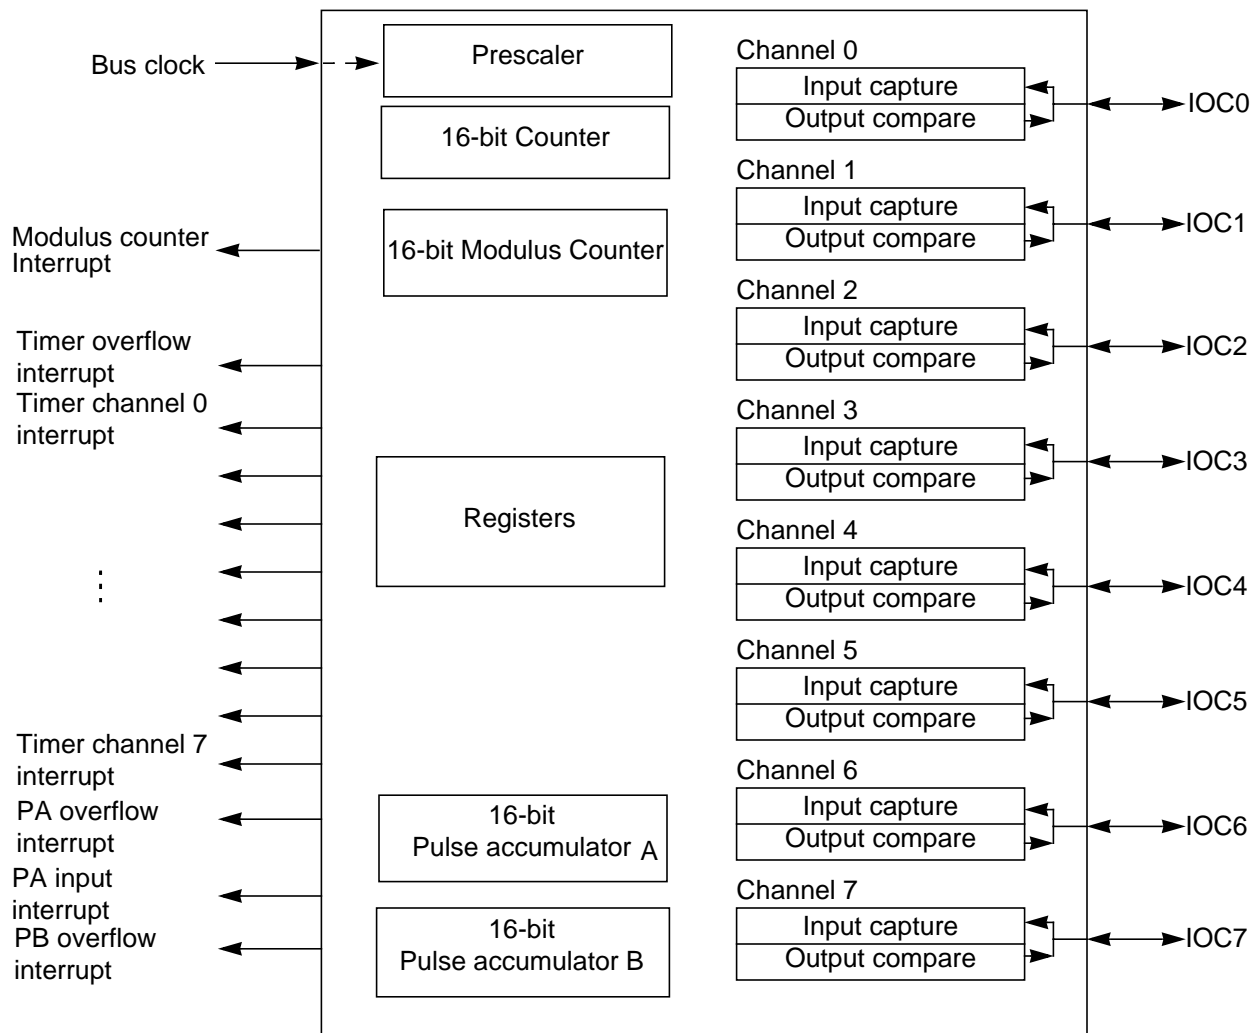 Bus clock
Modulus counter
Interrupt
Timer overflow
interrupt
Timer channel 0
interrupt
⋮
Timer channel 7
interrupt
PA overflow
interrupt
PA input
interrupt
PB overflow
interrupt
Prescaler
16-bit Counter
16-bit Modulus Counter
Registers
16-bit
Pulse accumulator A
16-bit
Pulse accumulator B
Channel 0
Input capture
Output compare
IOC0
Channel 1
Input capture
Output compare
IOC1
Channel 2
Input capture
Output compare
IOC2
Channel 3
Input capture
Output compare
IOC3
Channel 4
Input capture
Output compare
IOC4
Channel 5
Input capture
Output compare
IOC5
Channel 6
Input capture
Output compare
IOC6
Channel 7
Input capture
Output compare
IOC7